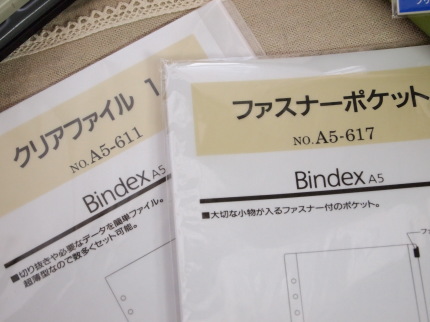 クリアファイル 1
NO.A5-611
Bindex A5
■切り抜きや必要なデータを簡単ファイル。
超薄型なので数多くセット可能。
ファスナーポケット
NO.A5-617
Bindex A5
■大切な小物が入るファスナー付のポケット。